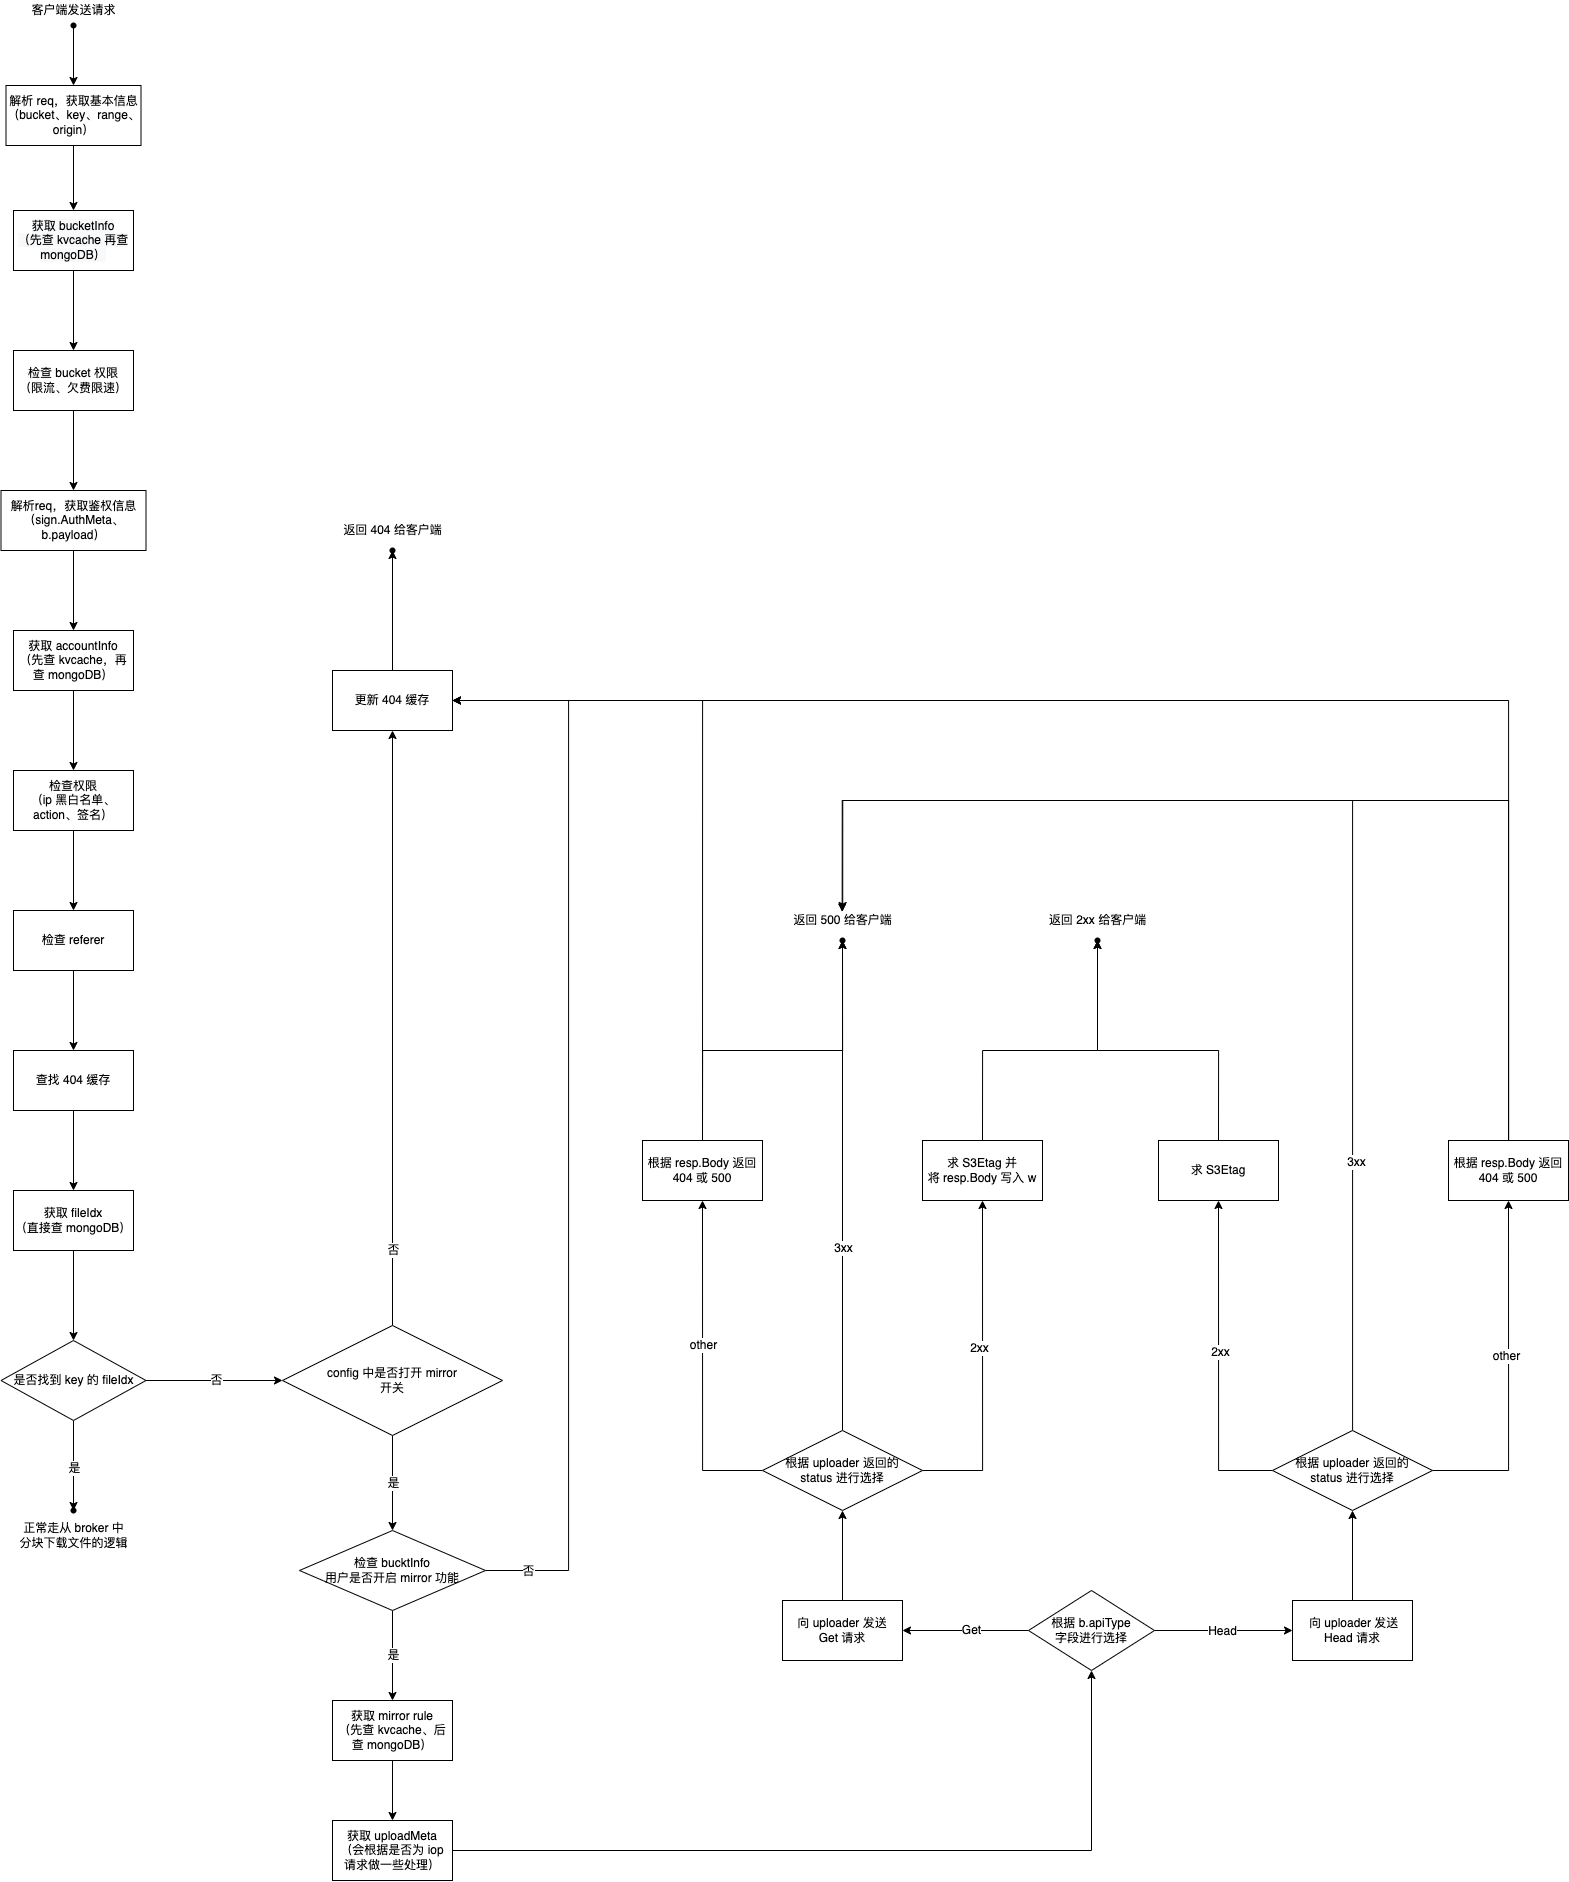 客户端发送请求
解析 req，获取基本信息
（bucket、key、range、
origin）
获取 bucketInfo
（先查 kvcache 再查
mongoDB）
检查 bucket 权限
（限流、欠费限速）
解析req，获取鉴权信息
（sign.AuthMeta、
b.payload）
获取 accountInfo
（先查 kvcache，再
查 mongoDB）
检查权限
（ip 黑白名单、
action、签名）
检查 referer
查找 404 缓存
获取 fileIdx
（直接查 mongoDB）
是否找到 key 的 fileIdx
是
正常走从 broker 中
分块下载文件的逻辑
否
config 中是否打开 mirror
开关
否
更新 404 缓存
返回 404 给客户端
是
检查 bucktInfo
用户是否开启 mirror 功能
否
是
获取 mirror rule
（先查 kvcache、后
查 mongoDB）
获取 uploadMeta
（会根据是否为 iop
请求做一些处理）
根据 b.apiType
字段进行选择
Get
向 uploader 发送
Get 请求
根据 uploader 返回的
status 进行选择
other
根据 resp.Body 返回
404 或 500
3xx
返回 500 给客户端
2xx
求 S3Etag 并
将 resp.Body 写入 w
返回 2xx 给客户端
Head
向 uploader 发送
Head 请求
根据 uploader 返回的
status 进行选择
2xx
求 S3Etag
3xx
other
根据 resp.Body 返回
404 或 500